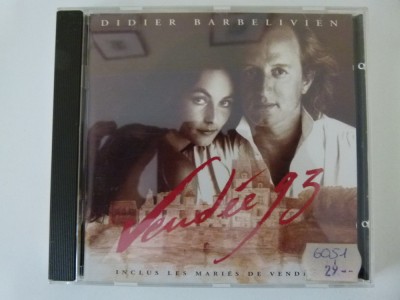 DIDIER BARBELIVIEN
Vendée 93
INCLUS LES MARIÉS DE VENDÉ
6051
24--